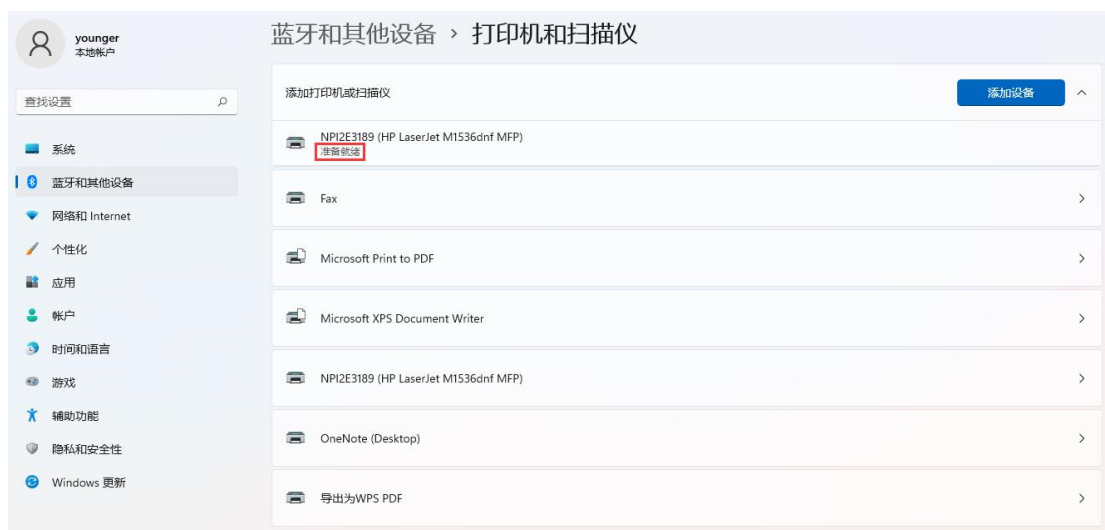 younger
本地帐户
查找设置
系统
蓝牙和其他设备
网络和 Internet
个性化
应用
帐户
时间和语言
游戏
辅助功能
隐私和安全性
Windows 更新
蓝牙和其他设备 › 打印机和扫描仪
添加打印机或扫描仪
添加设备
NPI2E3189 (HP LaserJet M1536dnf MFP)
准备就绪
Fax
Microsoft Print to PDF
Microsoft XPS Document Writer
NPI2E3189 (HP LaserJet M1536dnf MFP)
OneNote (Desktop)
导出为WPS PDF